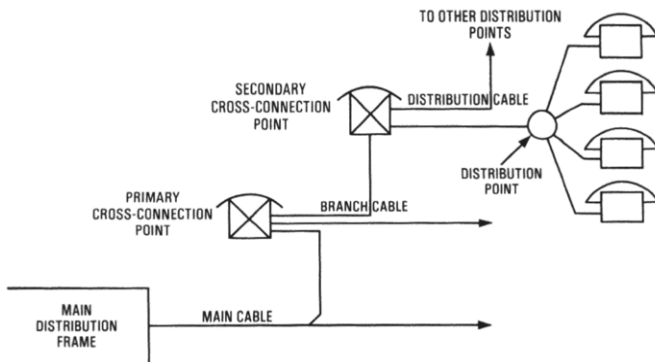 TO OTHER DISTRIBUTION
POINTS
SECONDARY
CROSS-CONNECTION
POINT
DISTRIBUTION CABLE
DISTRIBUTION
POINT
PRIMARY
CROSS-CONNECTION
POINT
BRANCH CABLE
MAIN
DISTRIBUTION
FRAME
MAIN CABLE